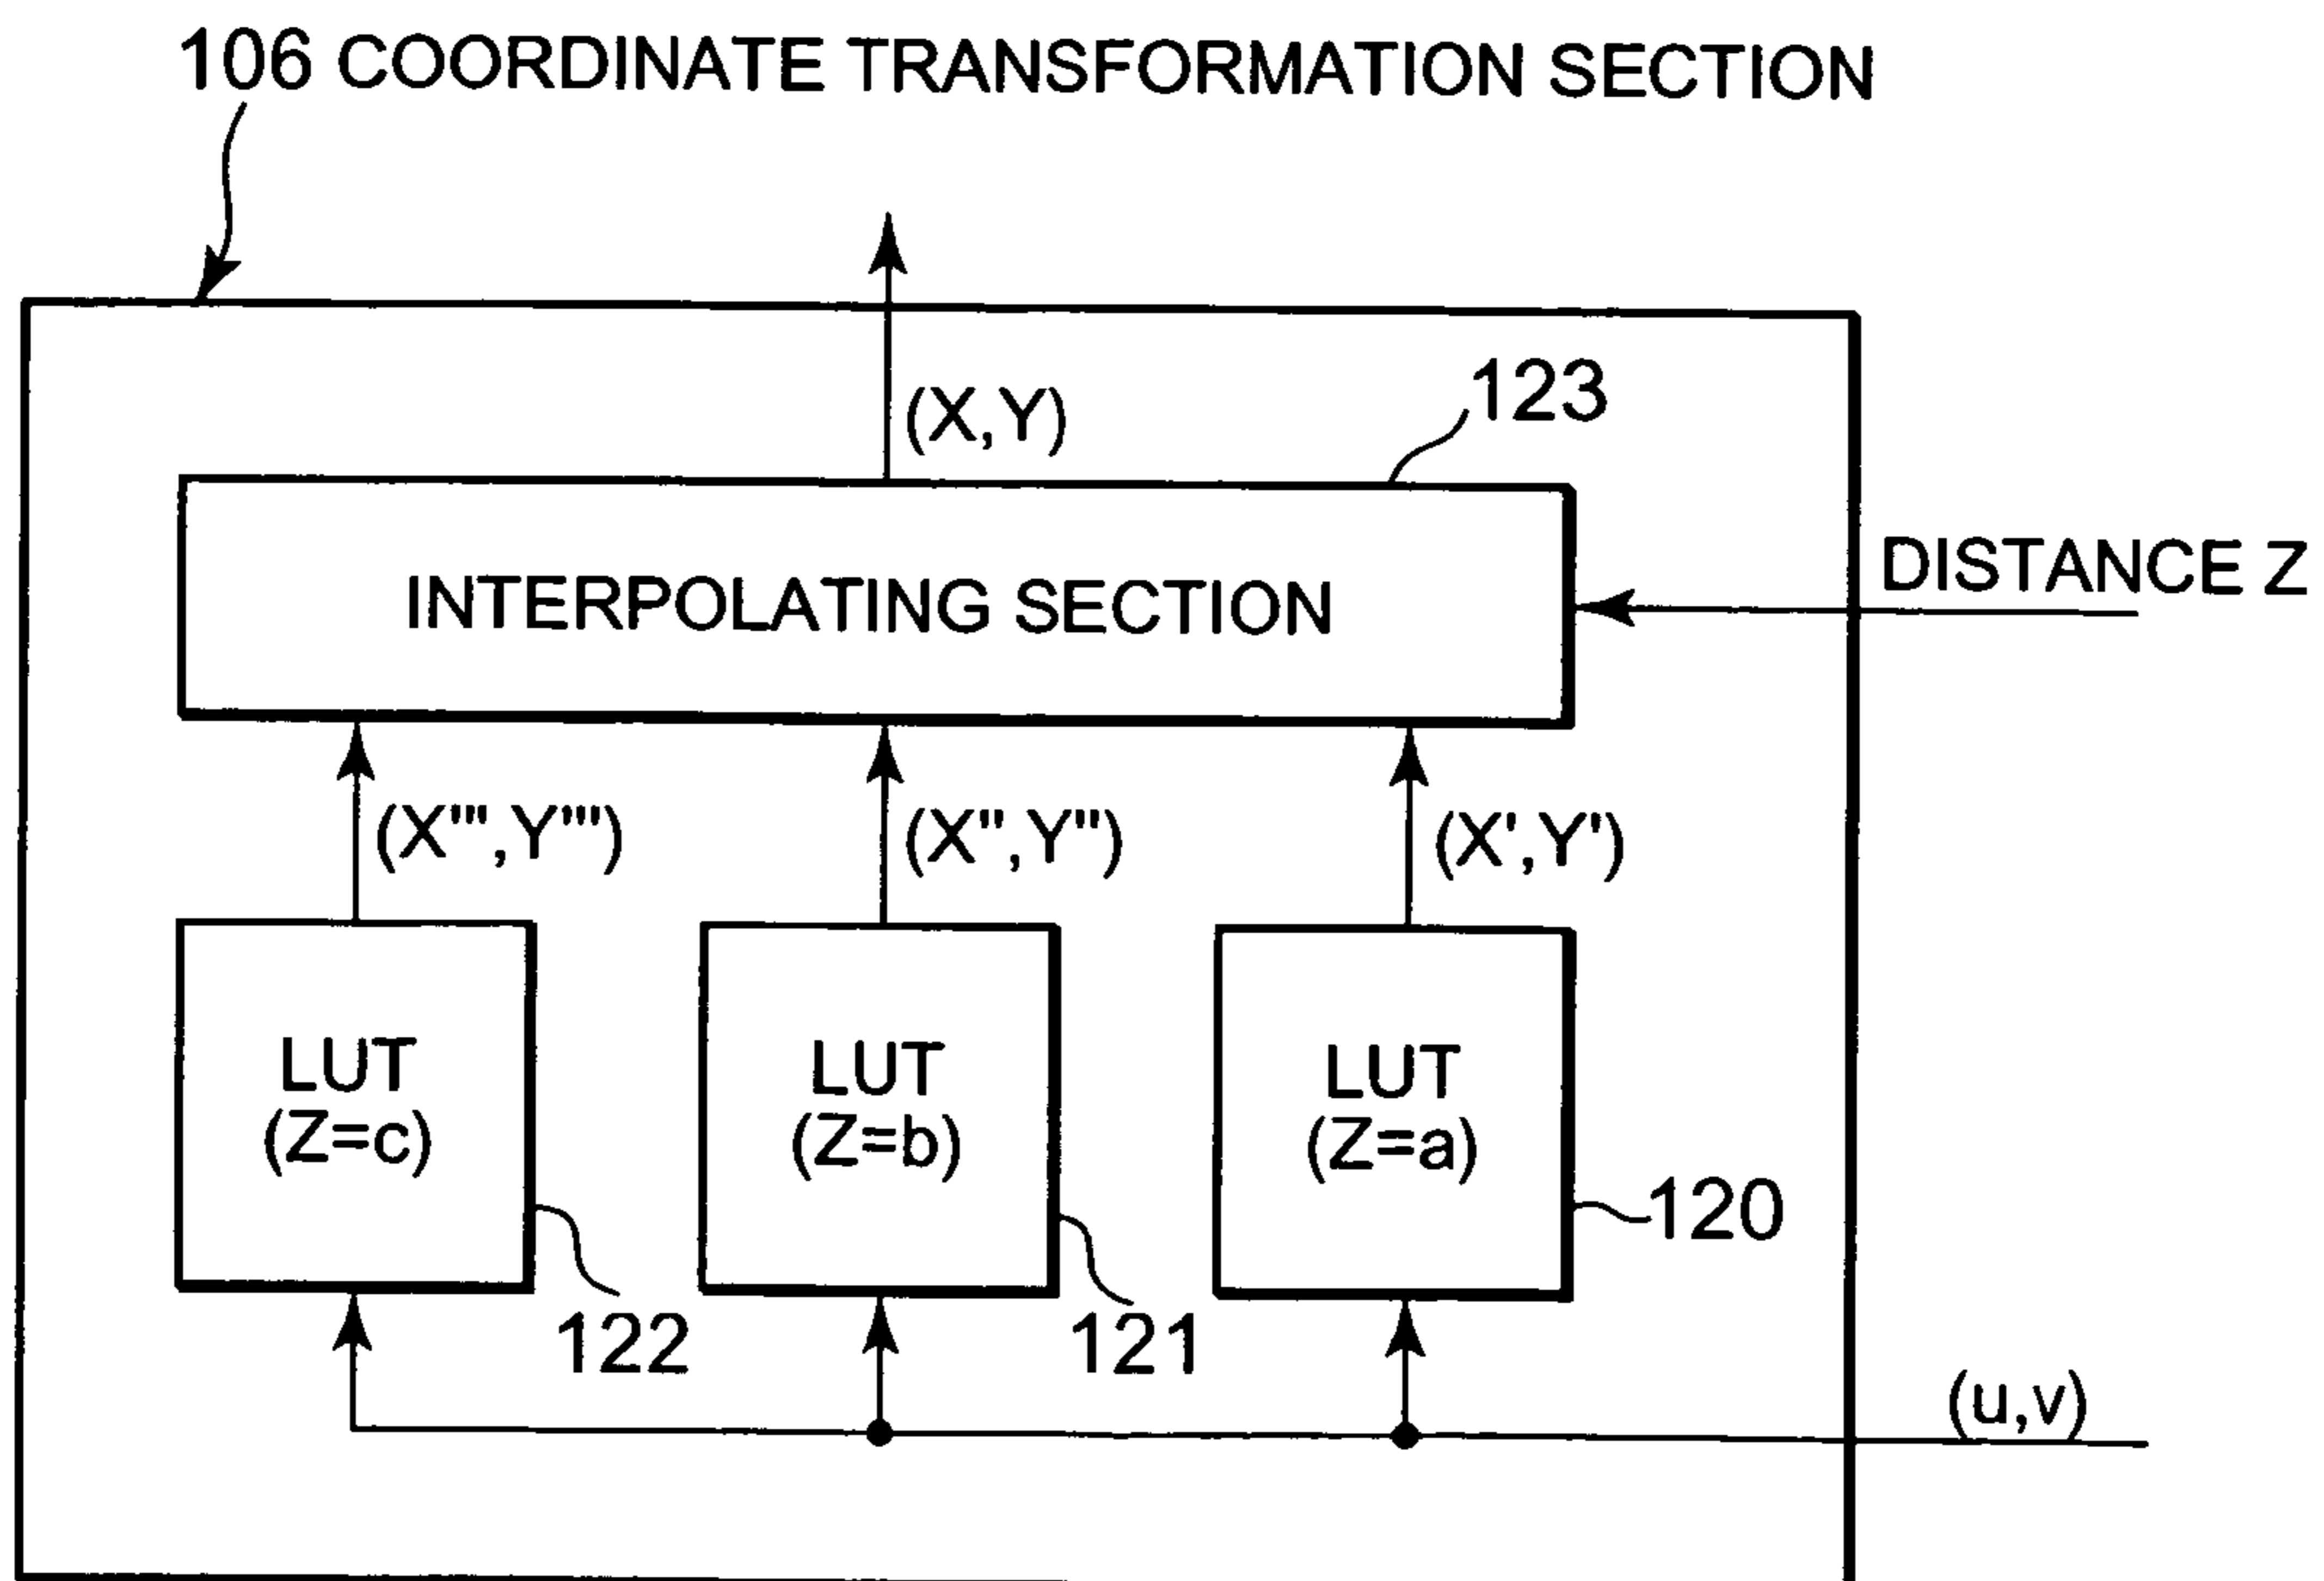 106 COORDINATE TRANSFORMATION SECTION
(X,Y)
123
INTERPOLATING SECTION
DISTANCE Z
(X''',Y''')
(X'',Y'')
(X',Y')
LUT
(Z=c)
LUT
(Z=b)
LUT
(Z=a)
120
122
121
(u,v)